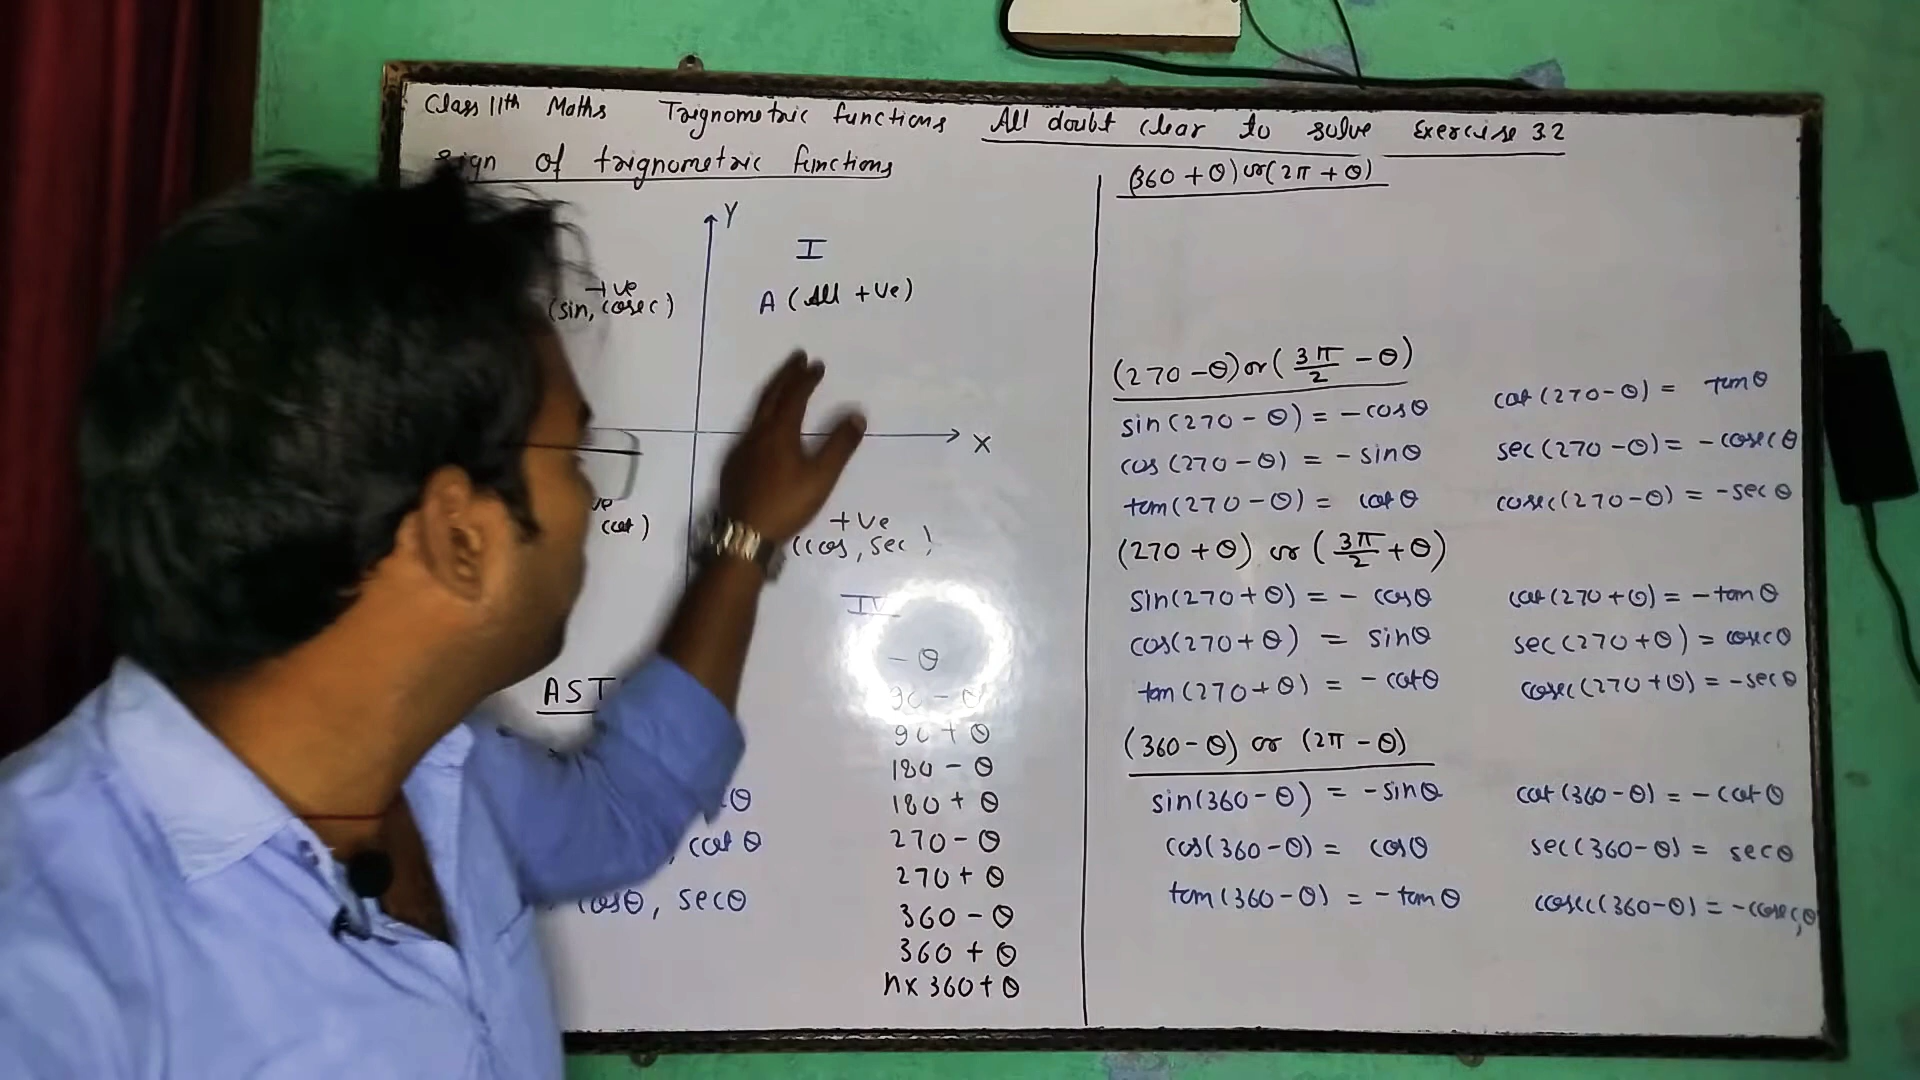 Class 11th Maths Trignometric functions All doubt clear to solve Exercise 3.2
Sign of trignometric functions
Y
I
+ve
(sin, cosec)
A (All +ve)
X
ve
(cot)
+ve
(cos, sec)
IV
- θ
90 - θ
90 + θ
180 - θ
180 + θ
270 - θ
270 + θ
360 - θ
360 + θ
n x 360 + θ
AST
θ
, cot θ
cosθ, secθ
(360 + θ) or (2π + θ)
(270 - θ) or (3π/2 - θ)
sin(270 - θ) = - cosθ
cos(270 - θ) = - sinθ
tan(270 - θ) = cotθ
cot(270 - θ) = tanθ
sec(270 - θ) = - cosecθ
cosec(270 - θ) = - secθ
(270 + θ) or (3π/2 + θ)
sin(270 + θ) = - cosθ
cos(270 + θ) = sinθ
tan(270 + θ) = - cotθ
cot(270 + θ) = - tanθ
sec(270 + θ) = cosecθ
cosec(270 + θ) = - secθ
(360 - θ) or (2π - θ)
sin(360 - θ) = - sinθ
cos(360 - θ) = cosθ
tan(360 - θ) = - tanθ
cot(360 - θ) = - cotθ
sec(360 - θ) = secθ
cosec(360 - θ) = - cosecθ